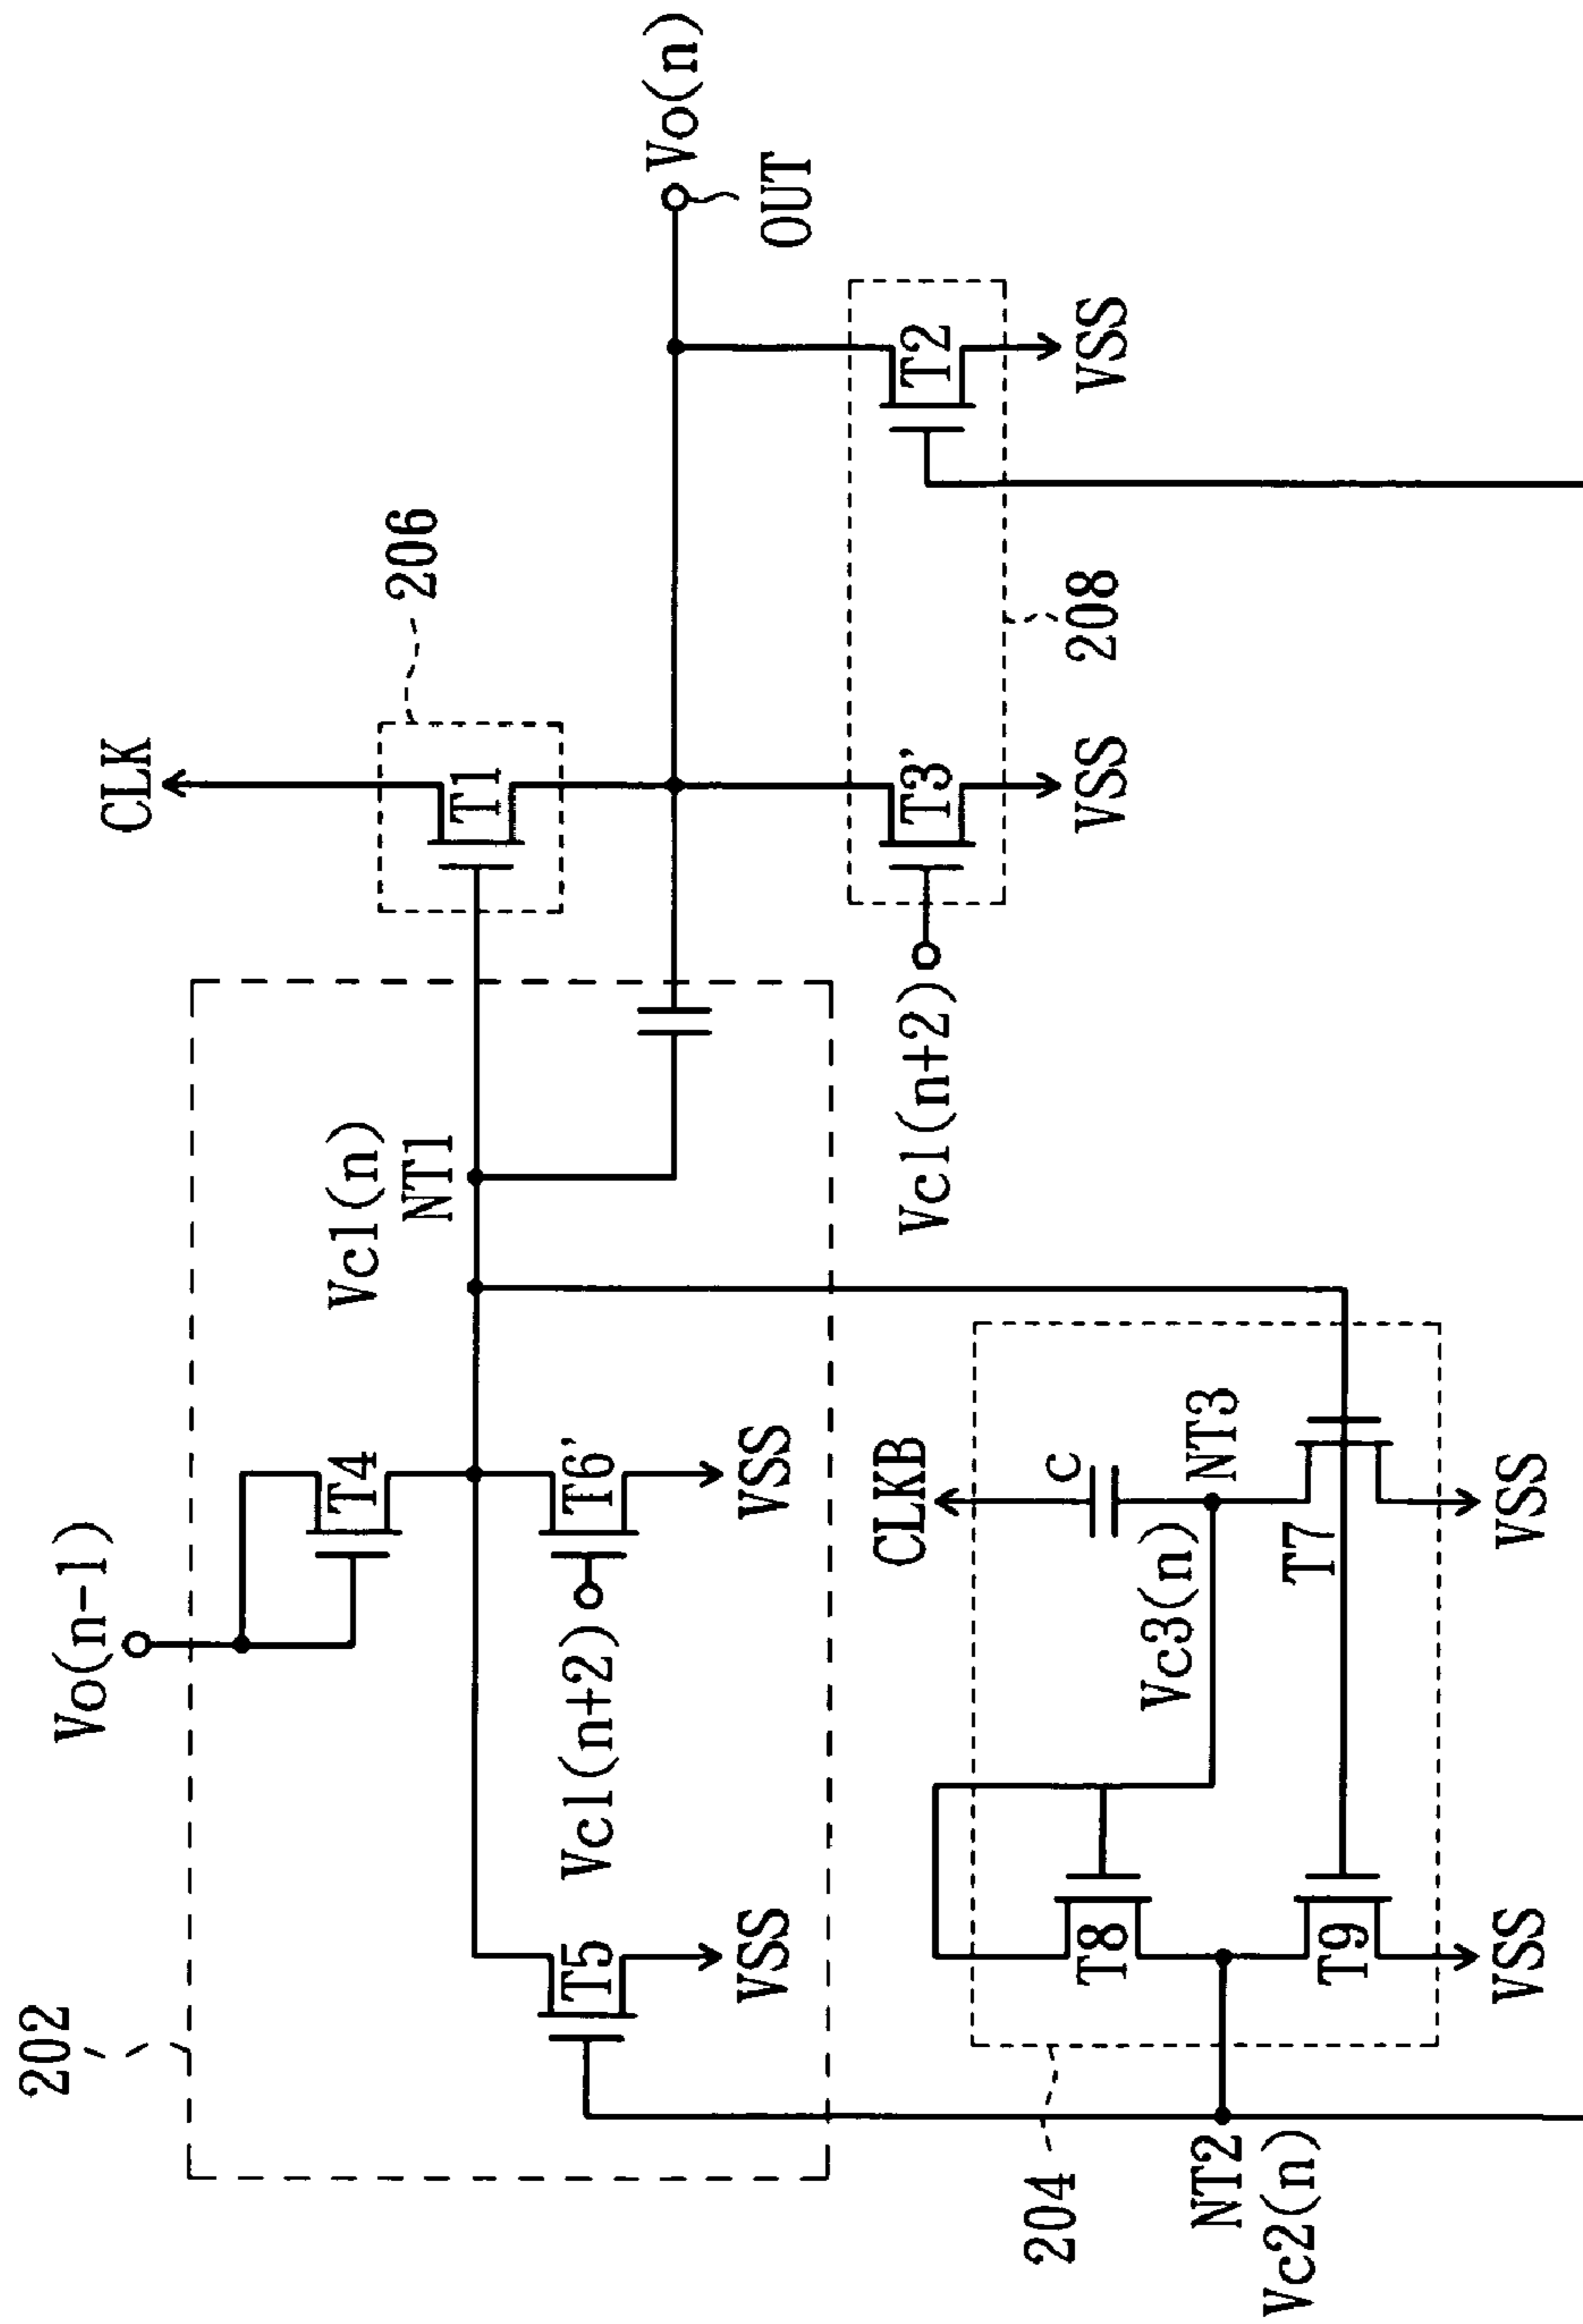 202
Vo(n-1)
T4
Vc1(n)
NT1
CLK
T1
206
Vo(n)
OUT
T5
VSS
Vc1(n+2)
T6'
VSS
Vc1(n+2)
T3'
VSS
208
T2
VSS
204
NT2
Vc2(n)
T8
T9
VSS
Vc3(n)
CLKB
C
NT3
T7
VSS